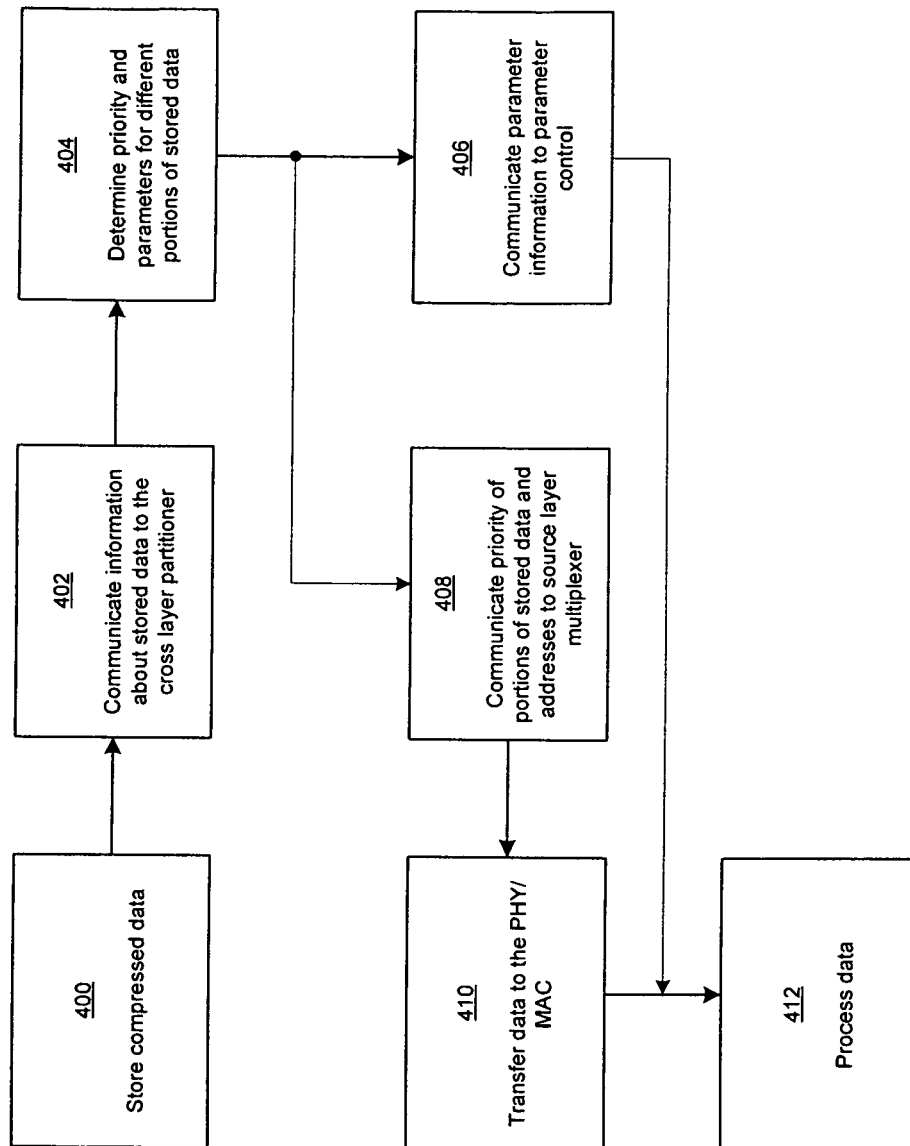 400
Store compressed data
402
Communicate information
about stored data to the
cross layer partitioner
404
Determine priority and
parameters for different
portions of stored data
406
Communicate parameter
information to parameter
control
408
Communicate priority of
portions of stored data and
addresses to source layer
multiplexer
410
Transfer data to the PHY/
MAC
412
Process data